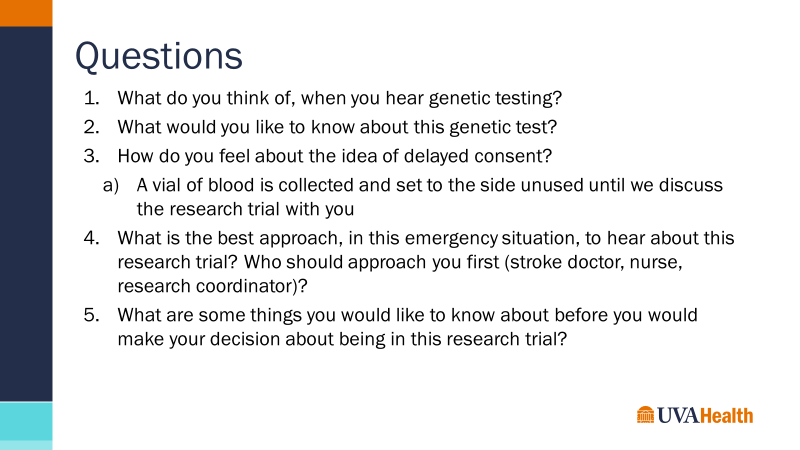 Questions
1. What do you think of, when you hear genetic testing?
2. What would you like to know about this genetic test?
3. How do you feel about the idea of delayed consent?
a) A vial of blood is collected and set to the side unused until we discuss
the research trial with you
4. What is the best approach, in this emergency situation, to hear about this
research trial? Who should approach you first (stroke doctor, nurse,
research coordinator)?
5. What are some things you would like to know about before you would
make your decision about being in this research trial?
UVAHealth